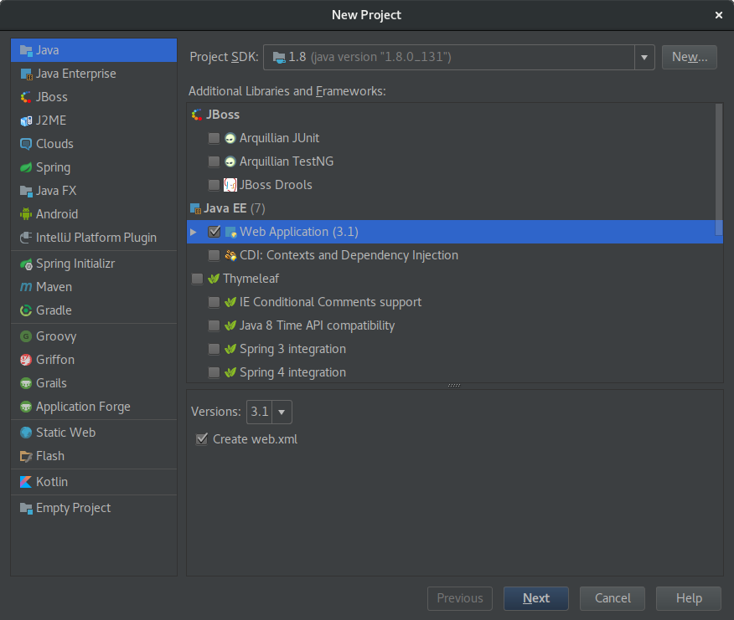 New Project
Java
Java Enterprise
JBoss
J2ME
Clouds
Spring
Java FX
Android
IntelliJ Platform Plugin
Spring Initializr
Maven
Gradle
Groovy
Griffon
Grails
Application Forge
Static Web
Flash
Kotlin
Empty Project
Project SDK: 1.8 (java version "1.8.0_131") New...
Additional Libraries and Frameworks:
JBoss
Arquillian JUnit
Arquillian TestNG
JBoss Drools
Java EE (7)
Web Application (3.1)
CDI: Contexts and Dependency Injection
Thymeleaf
IE Conditional Comments support
Java 8 Time API compatibility
Spring 3 integration
Spring 4 integration
Versions: 3.1
Create web.xml
Previous Next Cancel Help